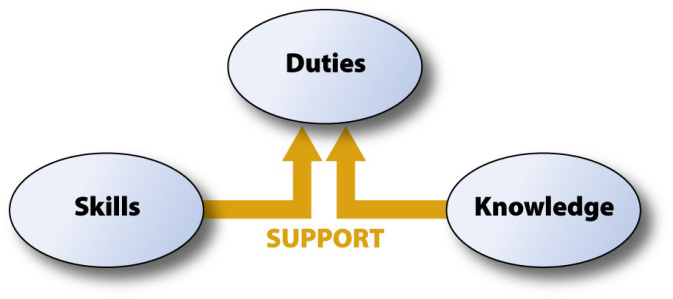 Duties
Skills
Knowledge
SUPPORT